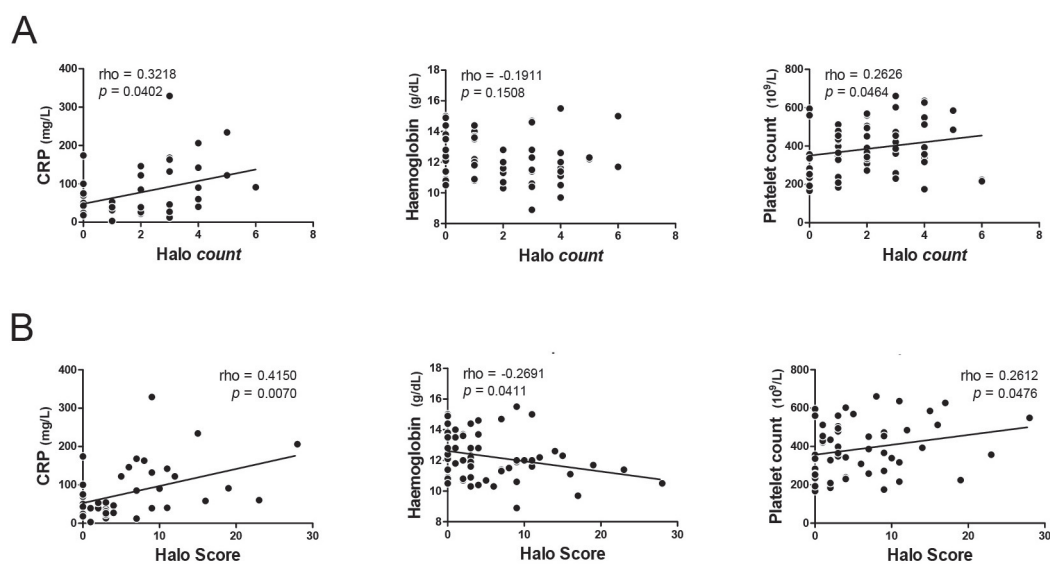 A
rho = 0.3218
p = 0.0402
CRP (mg/L)
400
300
200
100
0
0 2 4 6 8
Halo count
rho = -0.1911
p = 0.1508
Haemoglobin (g/dL)
18
16
14
12
10
8
0 2 4 6 8
Halo count
rho = 0.2626
p = 0.0464
Platelet count (10⁹/L)
800
600
400
200
0
0 2 4 6 8
Halo count
B
rho = 0.4150
p = 0.0070
CRP (mg/L)
400
300
200
100
0
0 10 20 30
Halo Score
rho = -0.2691
p = 0.0411
Haemoglobin (g/dL)
18
16
14
12
10
8
0 10 20 30
Halo Score
rho = 0.2612
p = 0.0476
Platelet count (10⁹/L)
800
600
400
200
0
0 10 20 30
Halo Score